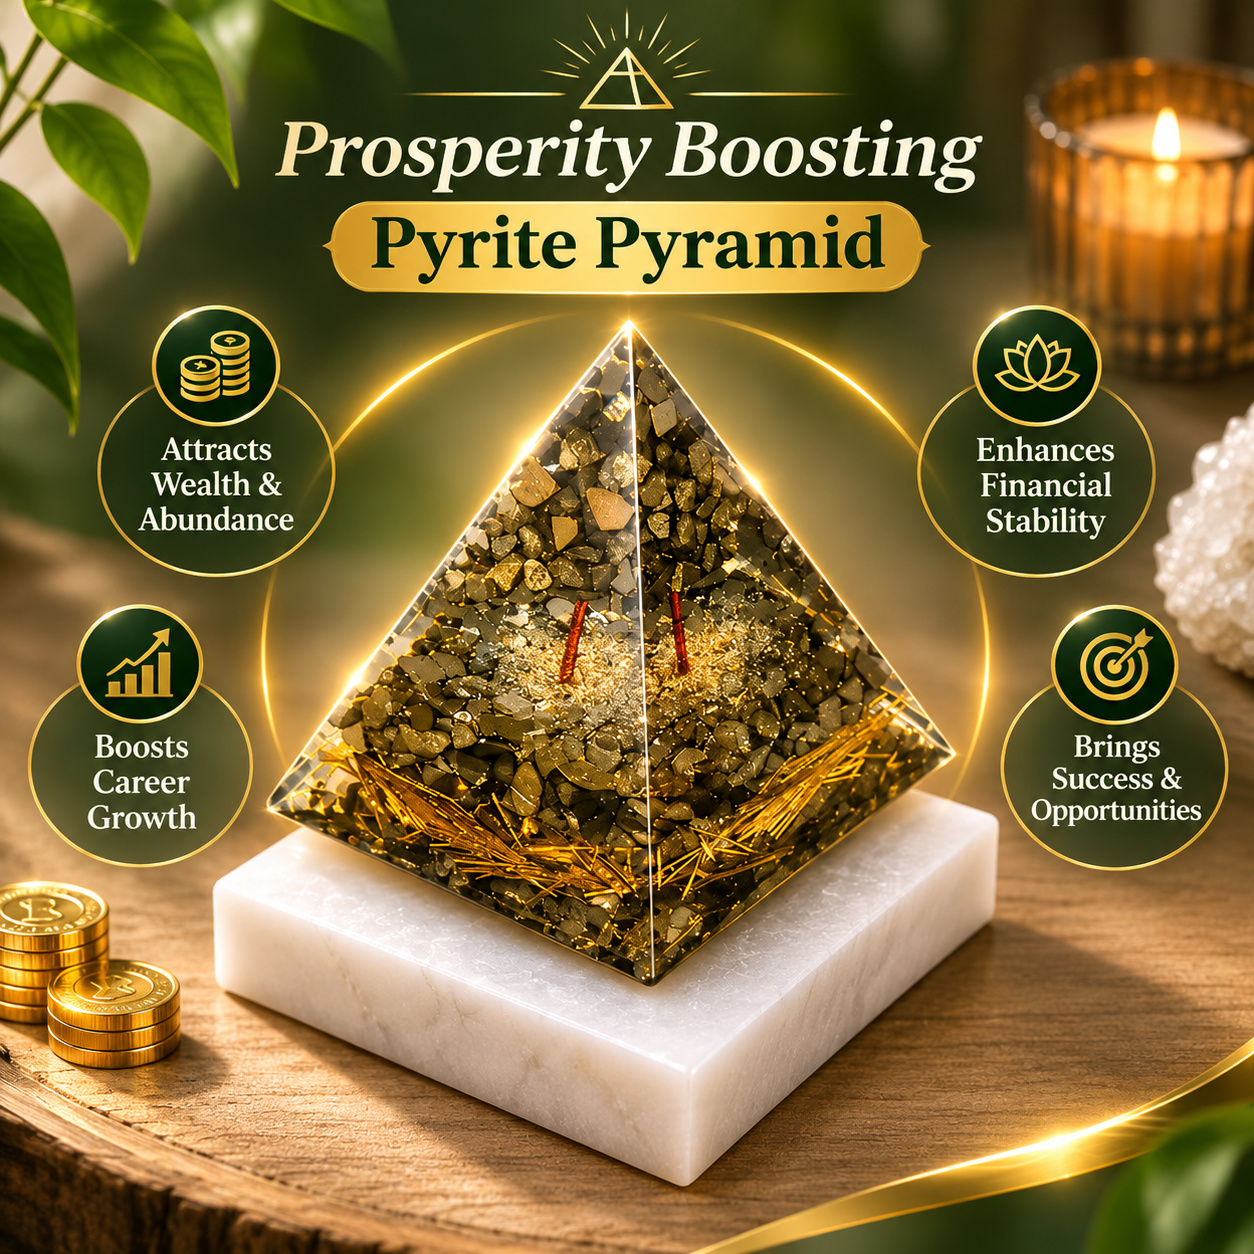 Prosperity Boosting
Pyrite Pyramid
Attracts
Wealth &
Abundance
Enhances
Financial
Stability
Boosts
Career
Growth
Brings
Success &
Opportunities